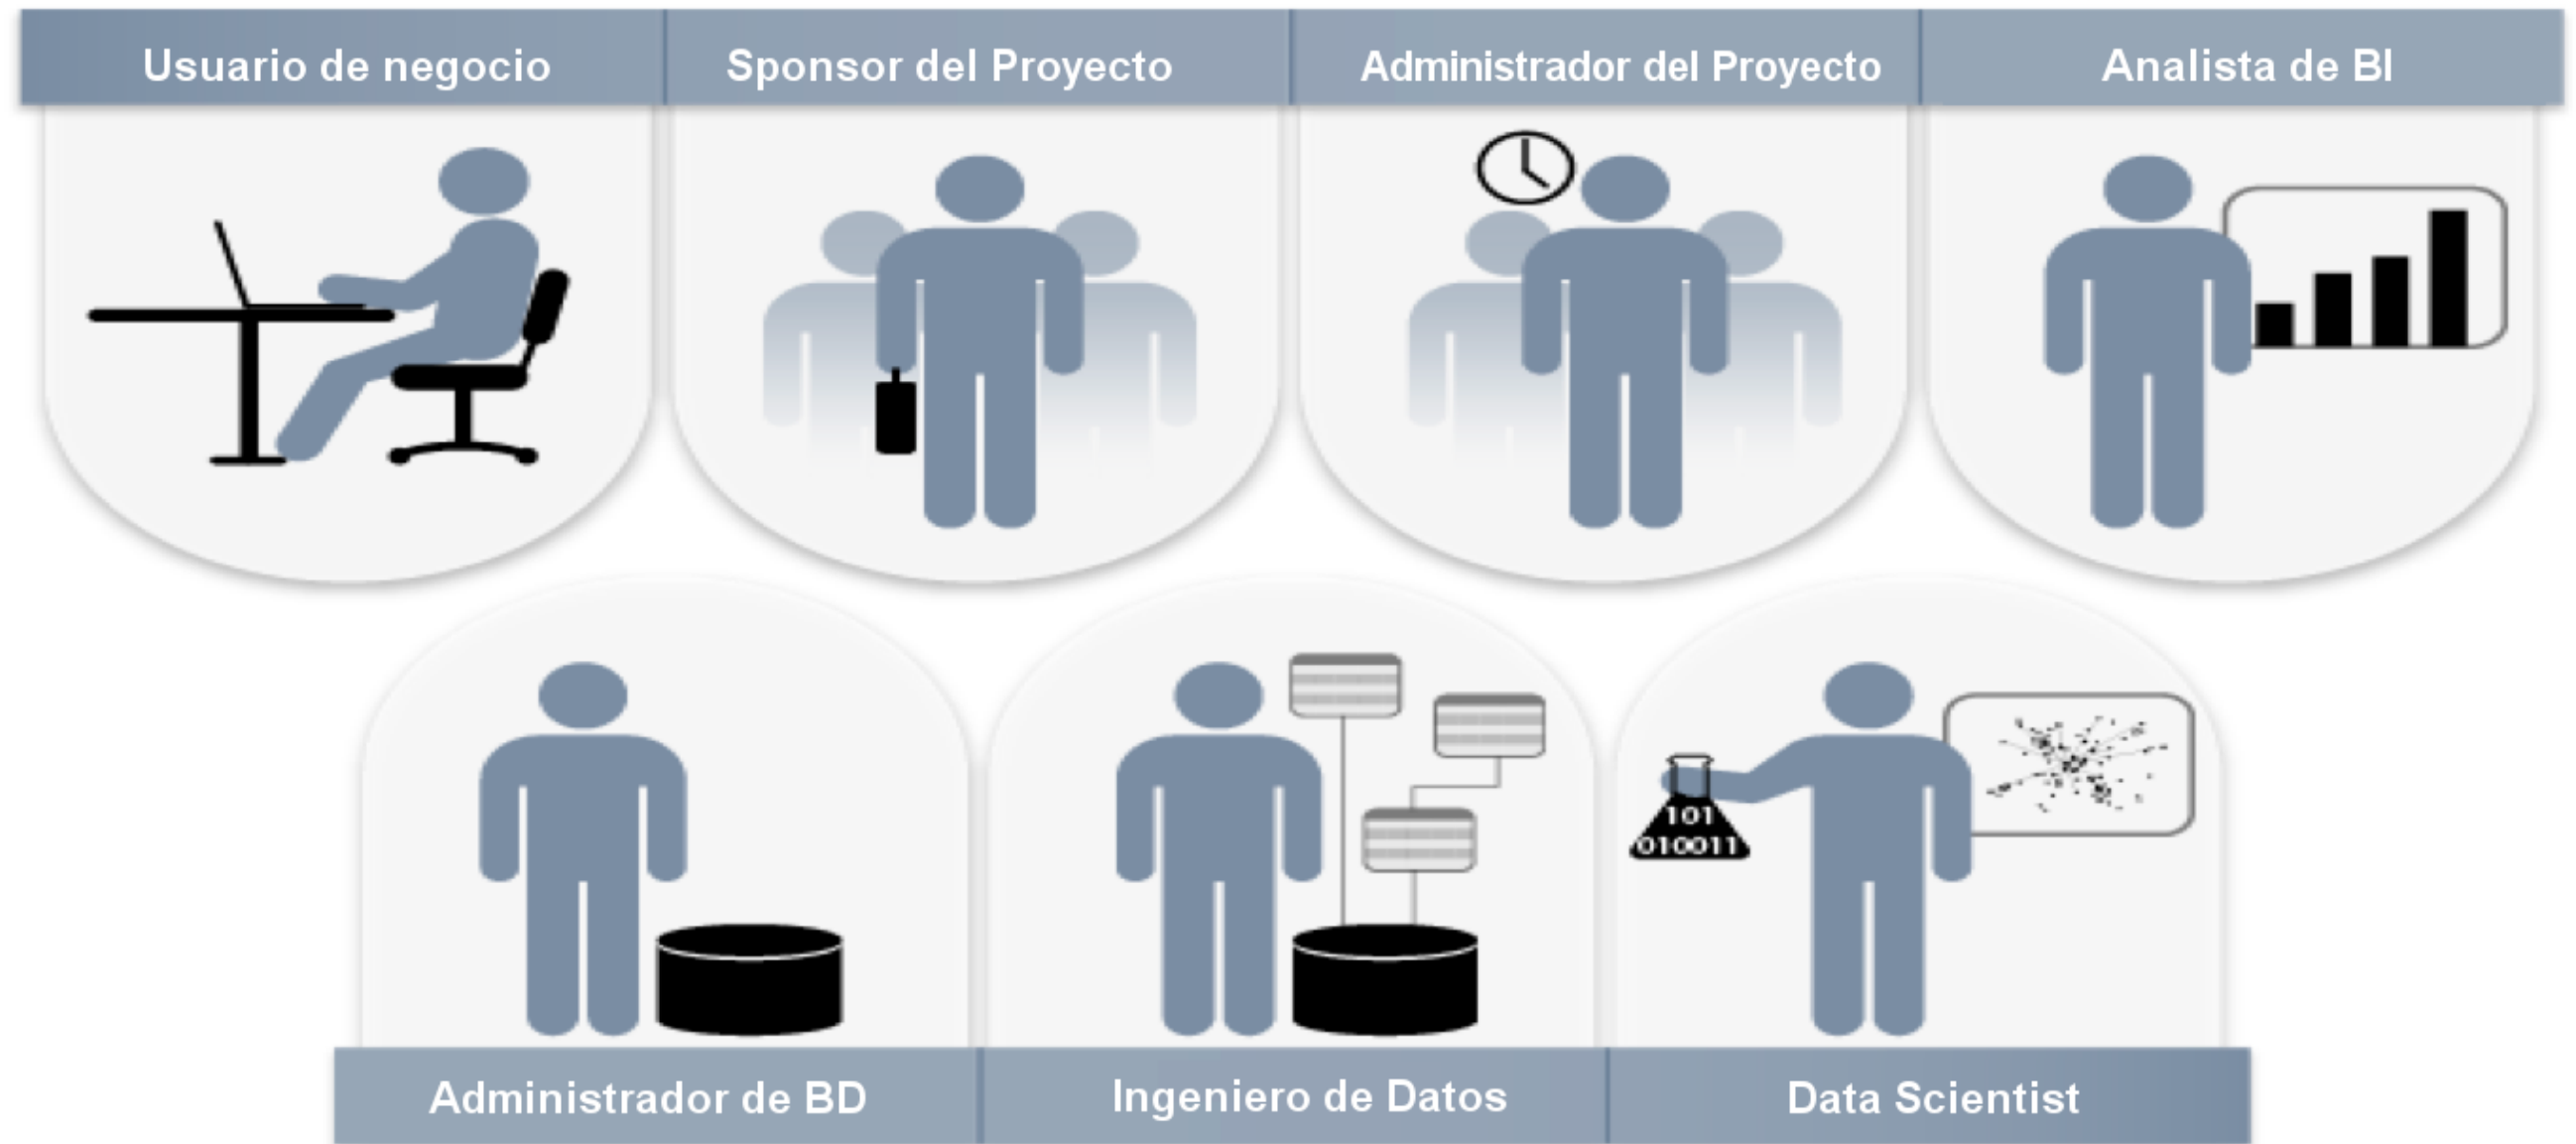 Usuario de negocio
Sponsor del Proyecto
Administrador del Proyecto
Analista de BI
101
010011
Administrador de BD
Ingeniero de Datos
Data Scientist